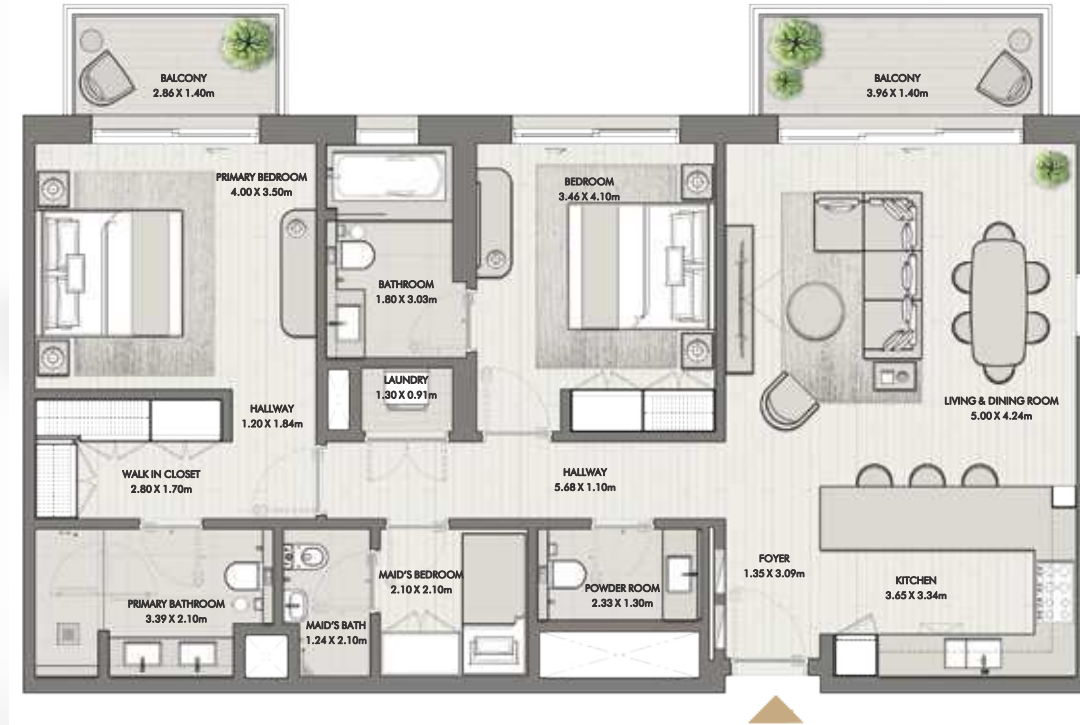 BALCONY
2.86 X 1.40m
BALCONY
3.96 X 1.40m
PRIMARY BEDROOM
4.00 X 3.50m
BEDROOM
3.46 X 4.10m
BATHROOM
1.80 X 3.03m
LAUNDRY
1.30 X 0.91m
HALLWAY
1.20 X 1.84m
LIVING & DINING ROOM
5.00 X 4.24m
WALK IN CLOSET
2.80 X 1.70m
HALLWAY
5.68 X 1.10m
FOYER
1.35 X 3.09m
KITCHEN
3.65 X 3.34m
MAID'S BEDROOM
2.10 X 2.10m
POWDER ROOM
2.33 X 1.30m
PRIMARY BATHROOM
3.39 X 2.10m
MAID'S BATH
1.24 X 2.10m